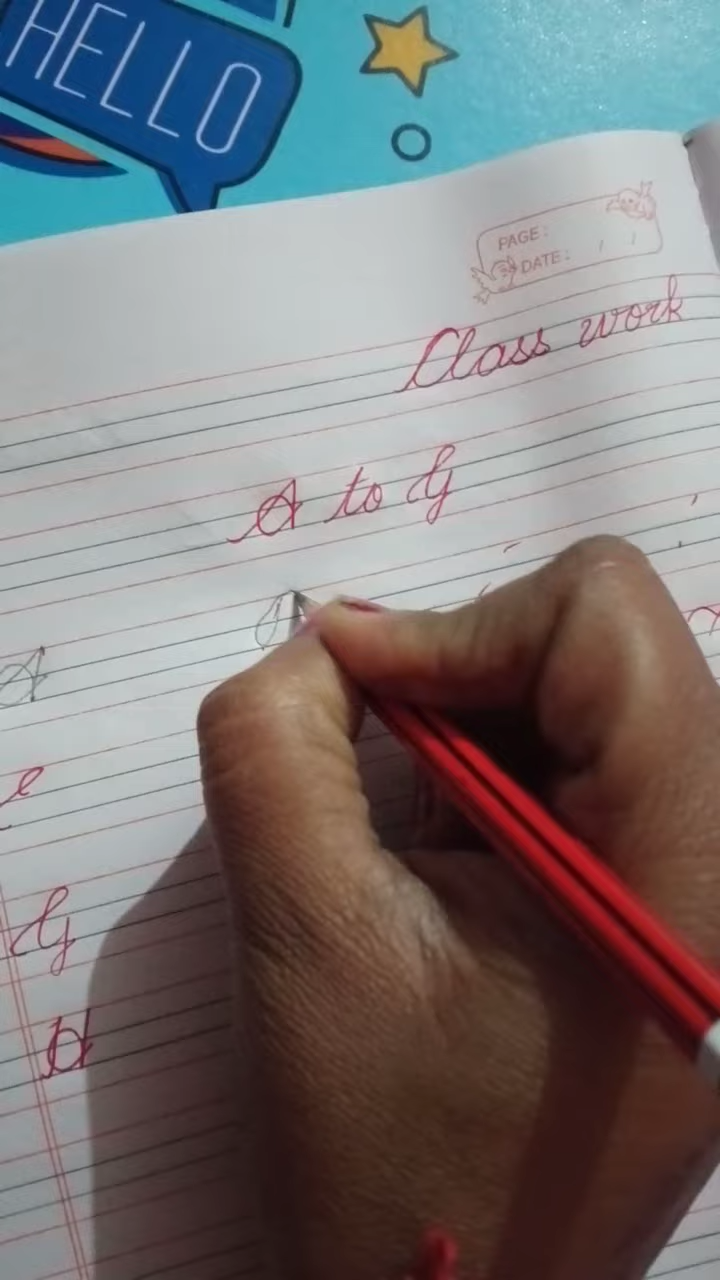 HELLO
PAGE:
DATE: / /
Class work
A to G
A
e
G
H